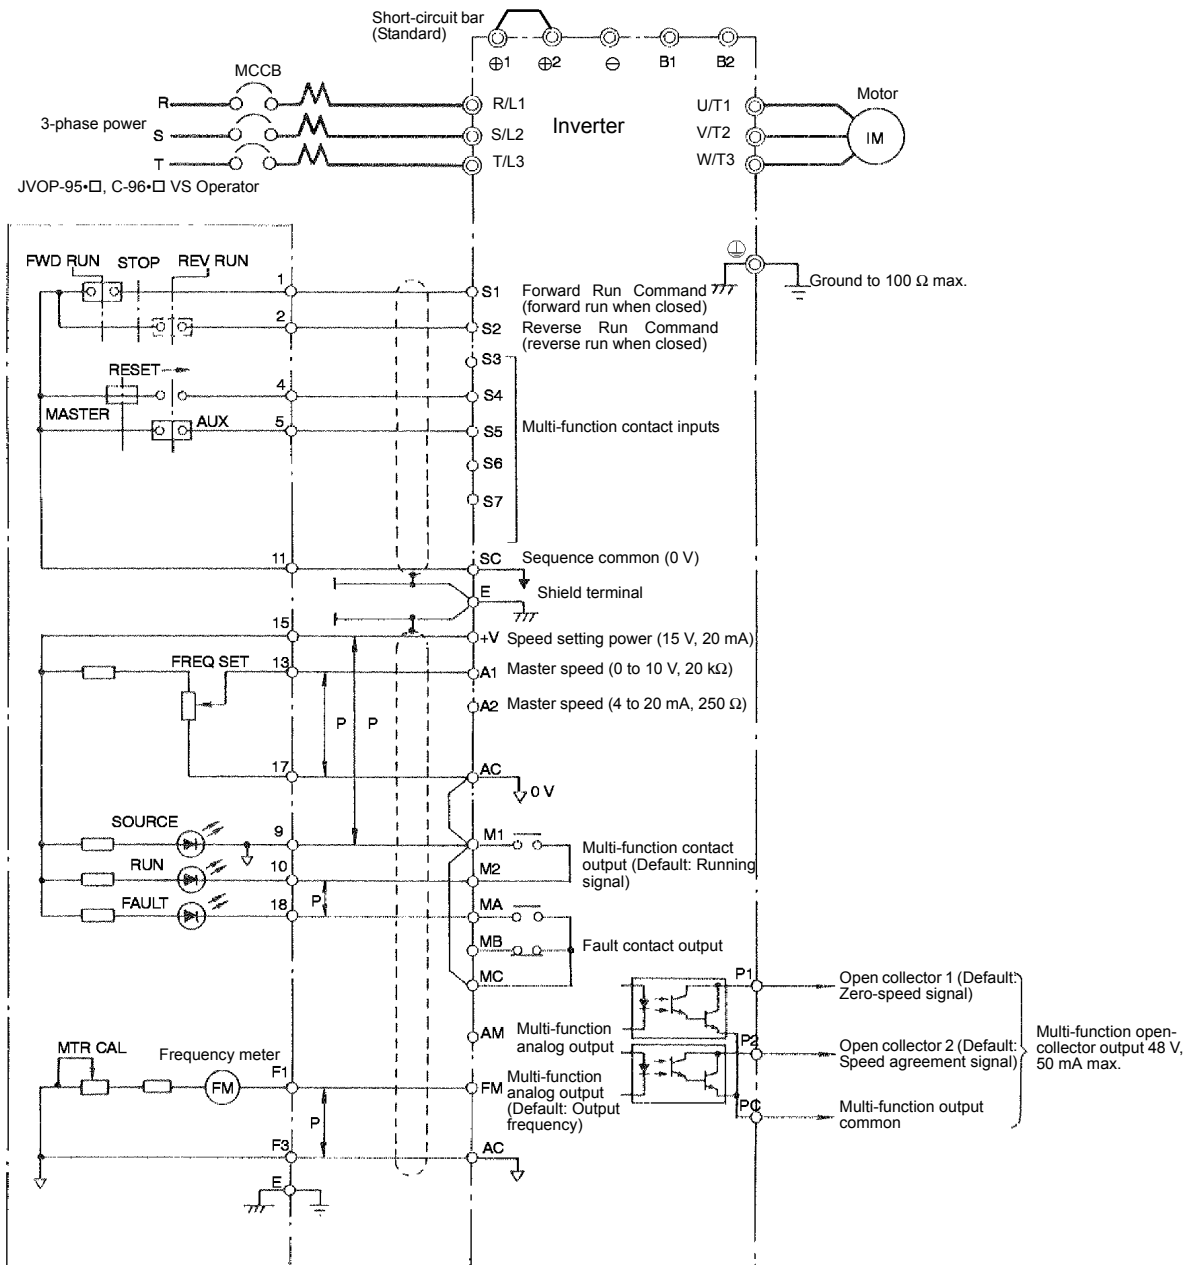 Short-circuit bar
(Standard)
⊕1
⊕2
⊖
B1
B2
MCCB
R
R/L1
U/T1
Motor
3-phase power
S
S/L2
Inverter
V/T2
IM
T
T/L3
W/T3
JVOP-95•□, C-96•□ VS Operator
FWD RUN
STOP
REV RUN
1
S1
Forward Run Command
(forward run when closed)
Ground to 100 Ω max.
2
S2
Reverse Run Command
(reverse run when closed)
S3
RESET
4
S4
MASTER
AUX
5
S5
Multi-function contact inputs
S6
S7
11
SC
Sequence common (0 V)
E
Shield terminal
15
+V
Speed setting power (15 V, 20 mA)
FREQ SET
13
A1
Master speed (0 to 10 V, 20 kΩ)
A2
Master speed (4 to 20 mA, 250 Ω)
P
P
17
AC
0 V
SOURCE
9
M1
Multi-function contact
output (Default: Running
signal)
RUN
10
M2
FAULT
18
P
MA
MB
Fault contact output
MC
P1
Open collector 1 (Default:
Zero-speed signal)
AM
Multi-function
analog output
P2
Open collector 2 (Default:
Speed agreement signal)
Multi-function open-
collector output 48 V,
50 mA max.
MTR CAL
Frequency meter
FM
F1
FM
Multi-function
analog output
(Default: Output
frequency)
PC
Multi-function output
common
P
F3
AC
E